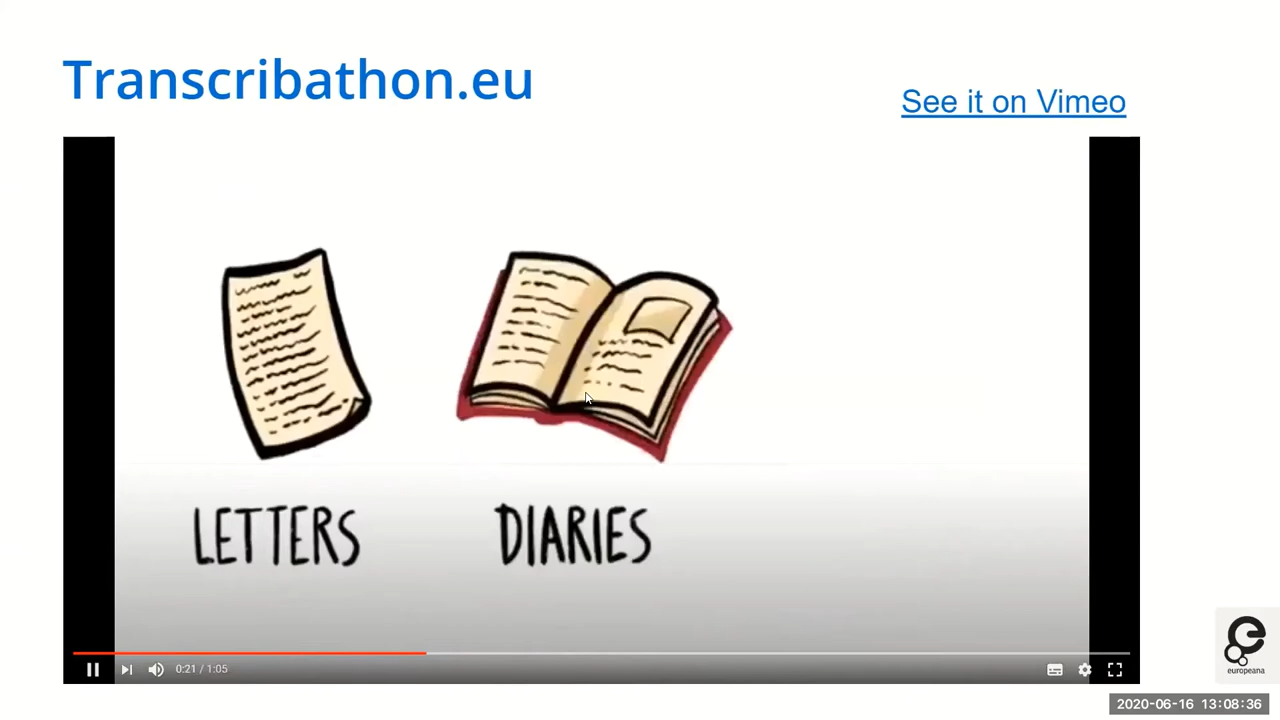 Transcribathon.eu
See it on Vimeo
LETTERS
DIARIES
0:21 / 1:05
europeana
2020-06-16 13:08:36